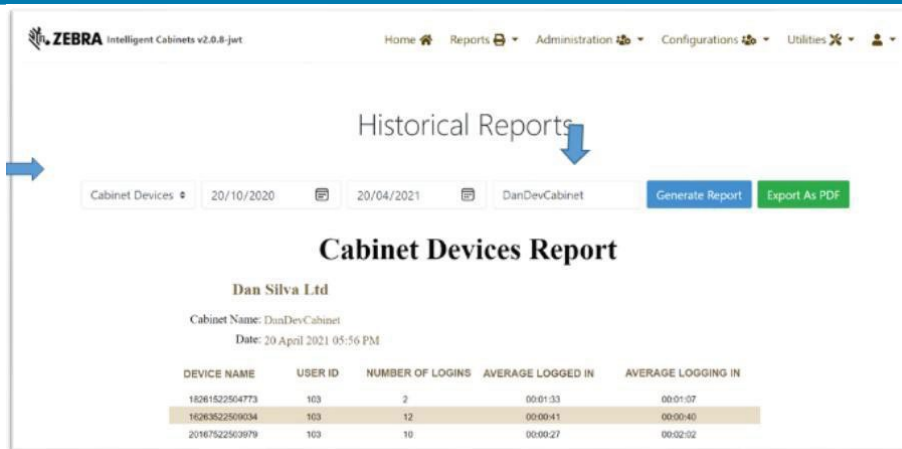 ZEBRA Intelligent Cabinets v2.0.8-jwt Home Reports Administration Configurations Utilities
Historical Reports
Cabinet Devices 20/10/2020 20/04/2021 DanDevCabinet Generate Report Export As PDF
Cabinet Devices Report
Dan Silva Ltd
Cabinet Name: DanDevCabinet
Date: 20 April 2021 05:56 PM
DEVICE NAME USER ID NUMBER OF LOGINS AVERAGE LOGGED IN AVERAGE LOGGING IN
18261522504773 103 2 00:01:33 00:01:07
16263522509034 103 12 00:00:41 00:00:40
20167522503979 103 10 00:00:27 00:02:02